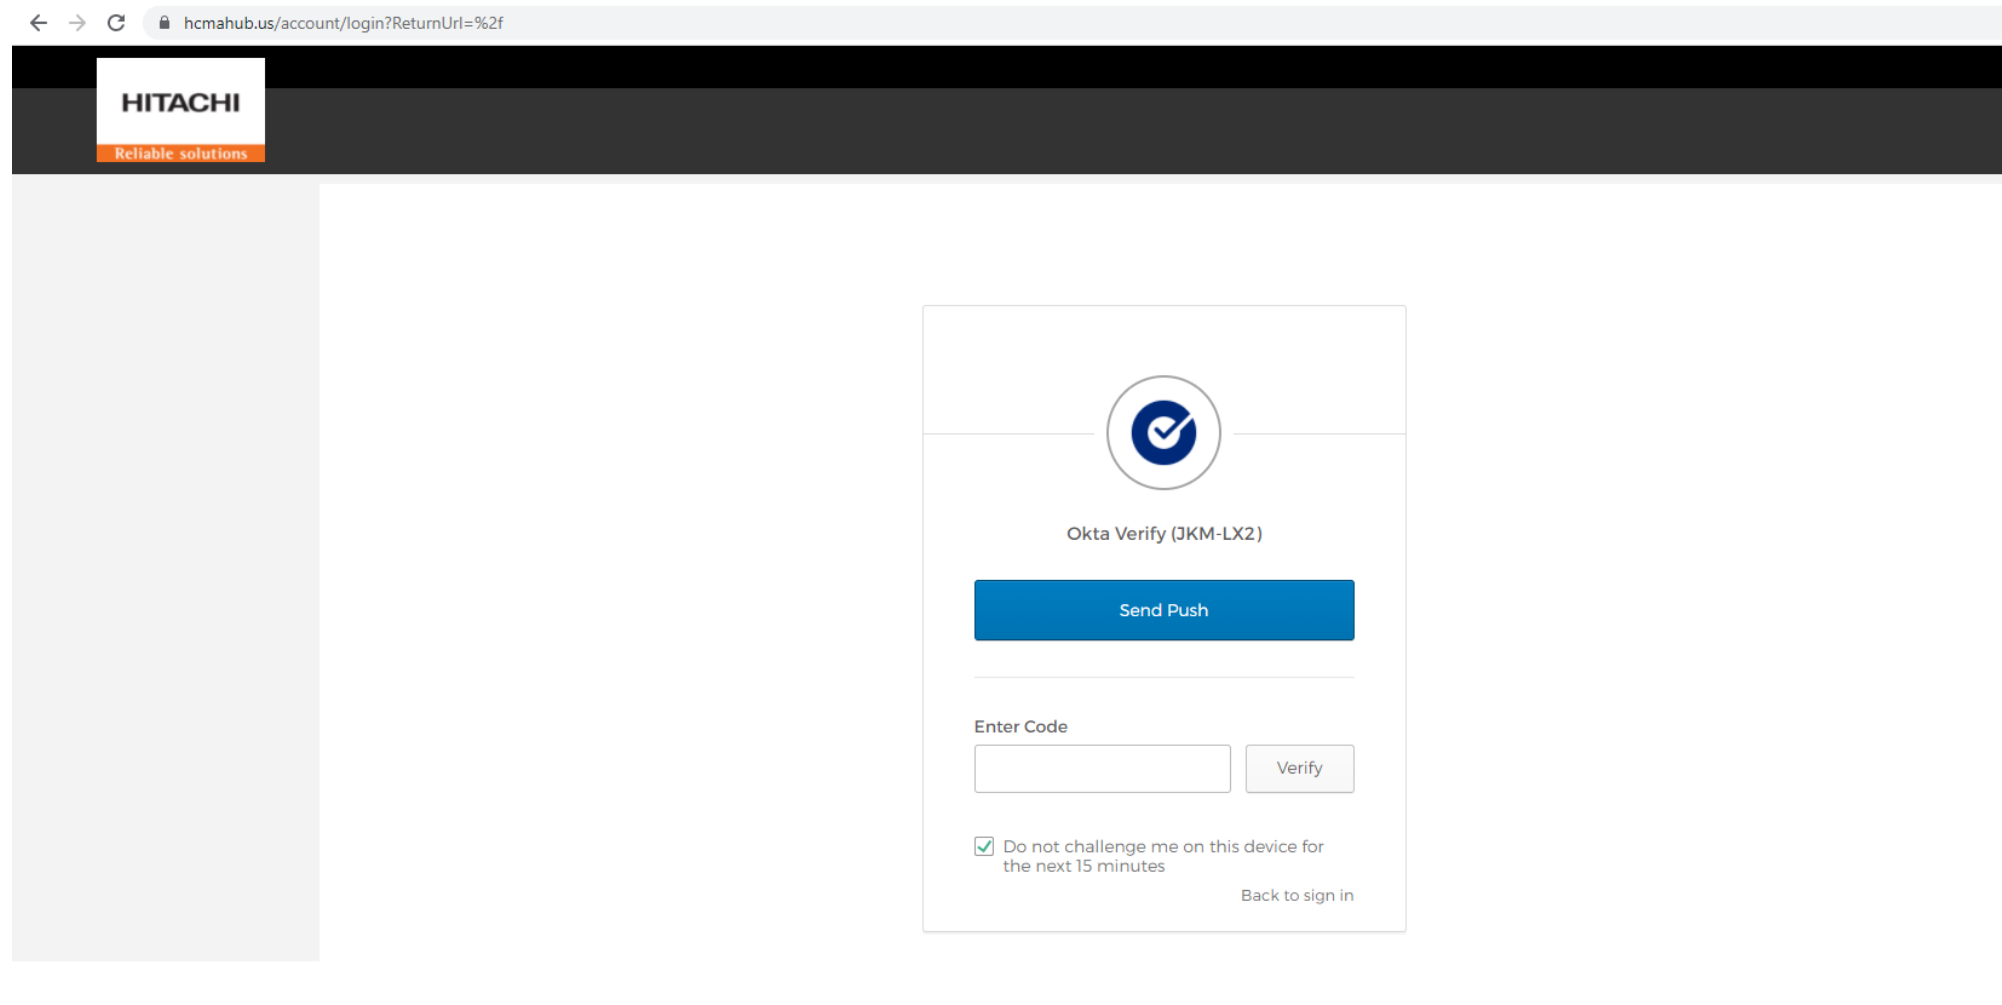 hcmahub.us/account/login?ReturnUrl=%2f
HITACHI
Reliable solutions
Okta Verify (JKM-LX2)
Send Push
Enter Code
Verify
Do not challenge me on this device for
the next 15 minutes
Back to sign in